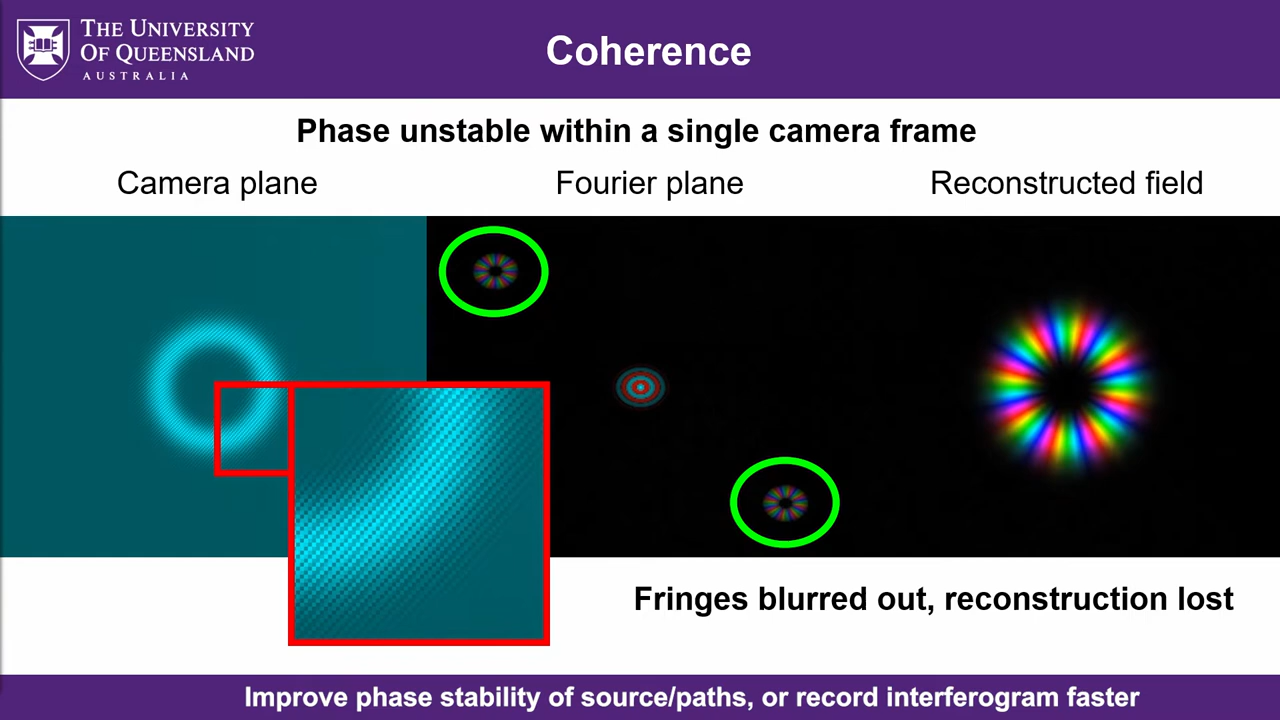 THE UNIVERSITY
OF QUEENSLAND
AUSTRALIA
Coherence
Phase unstable within a single camera frame
Camera plane
Fourier plane
Reconstructed field
Fringes blurred out, reconstruction lost
Improve phase stability of source/paths, or record interferogram faster